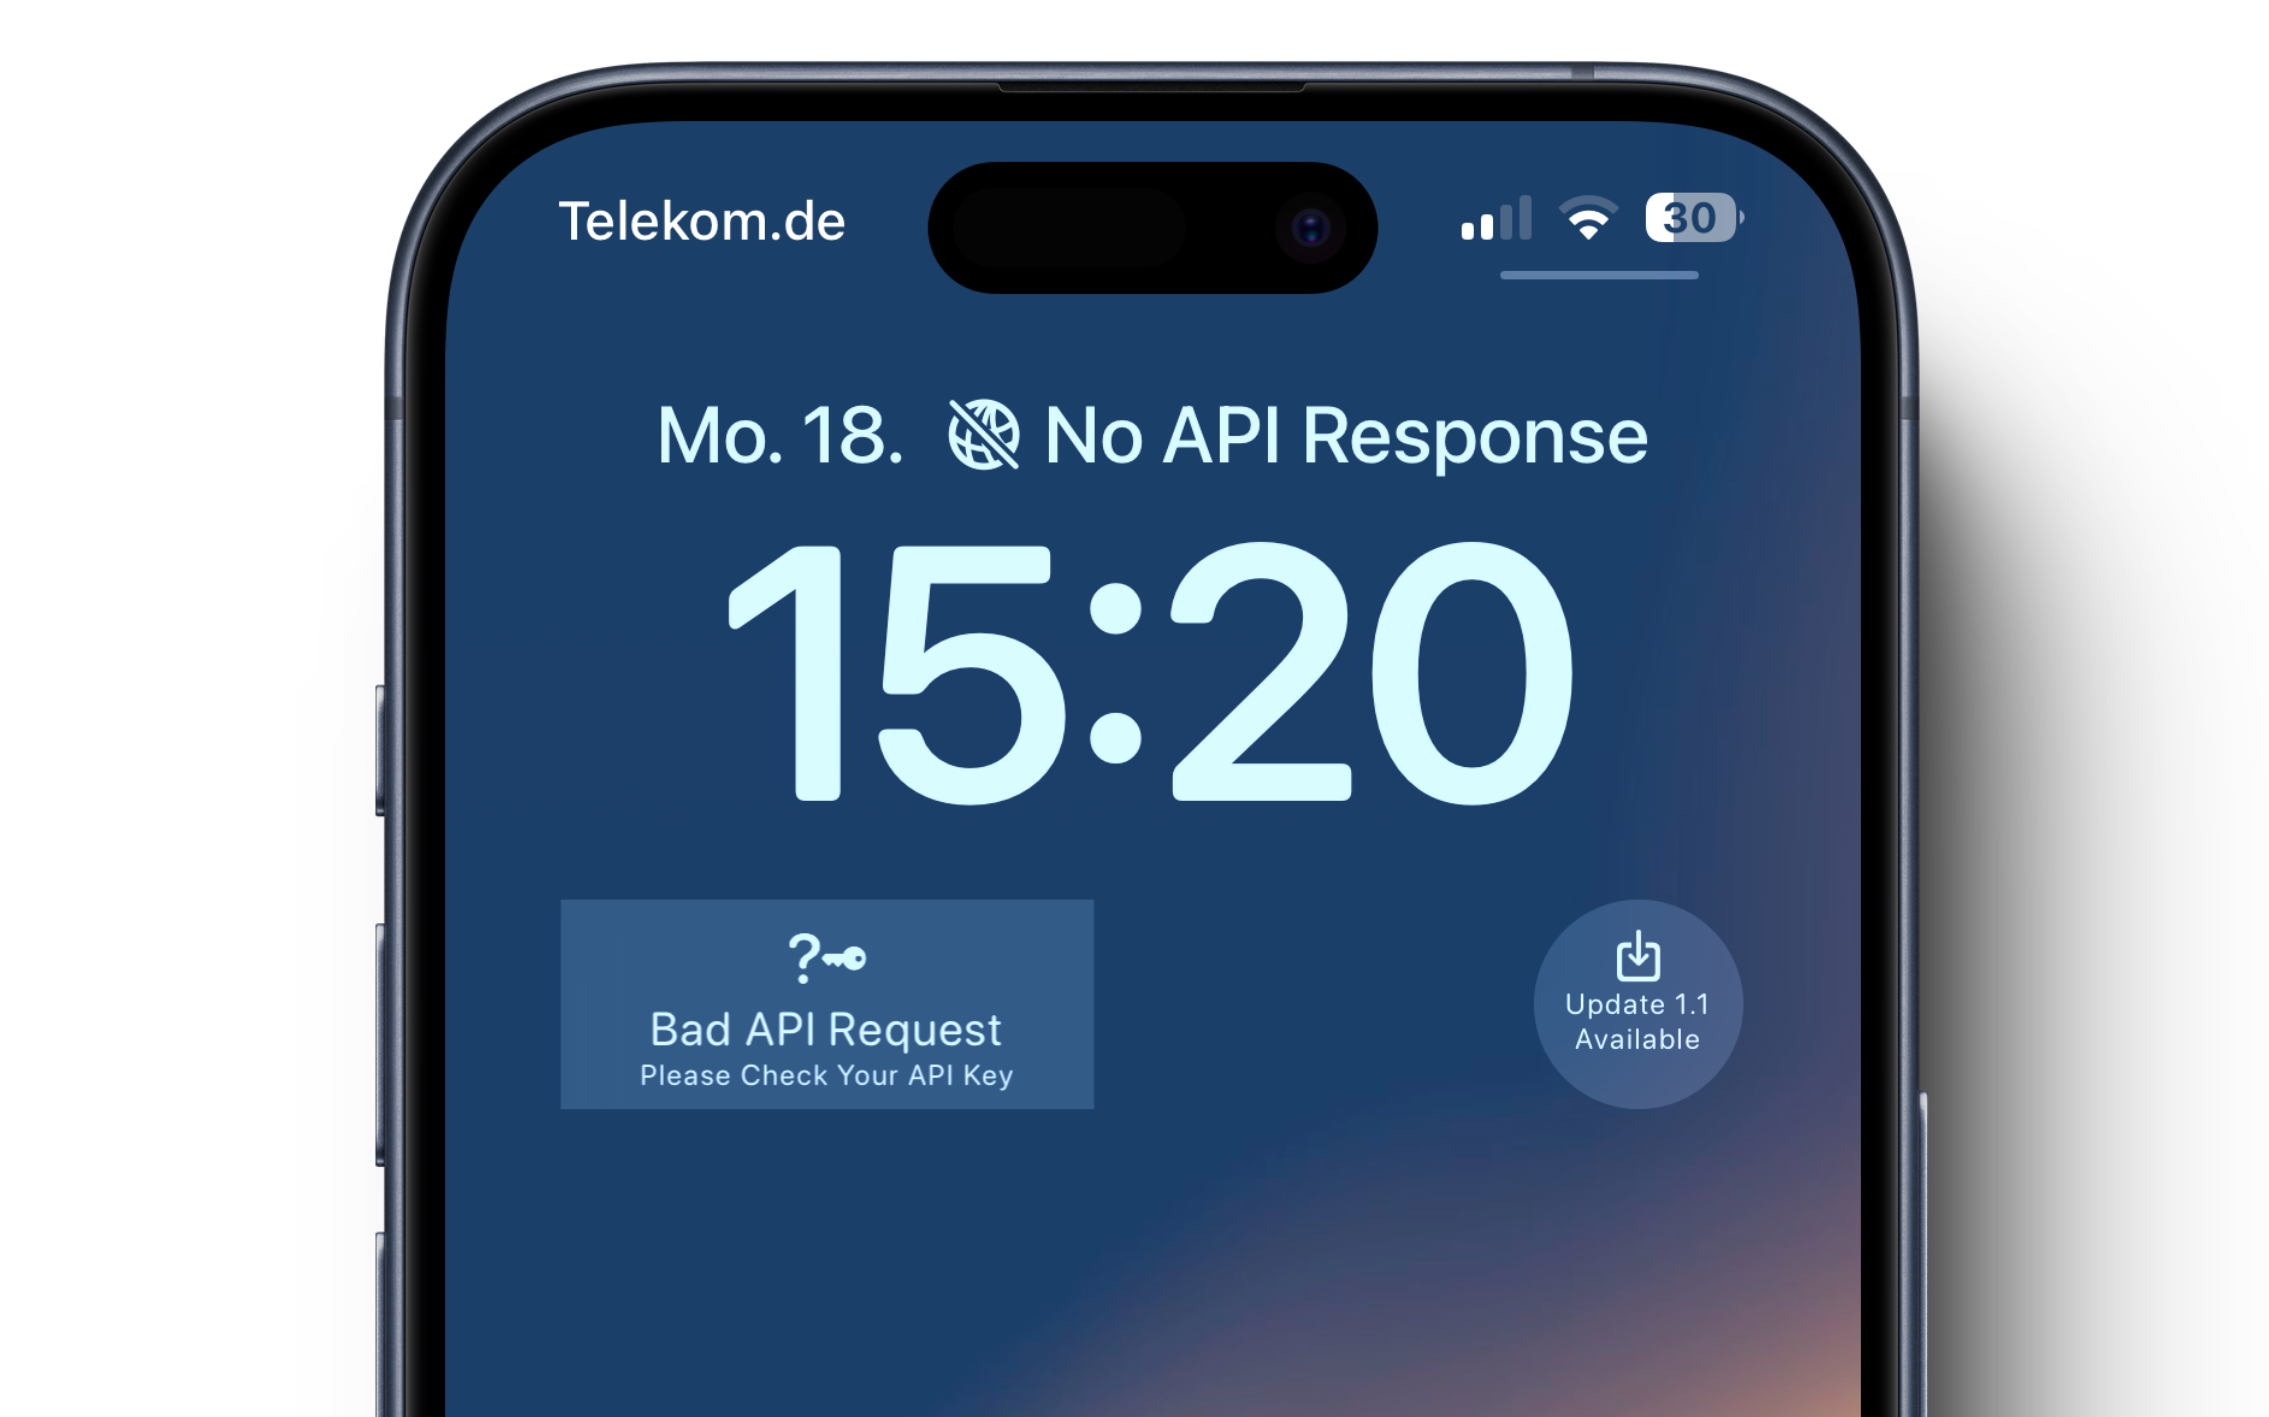 Telekom.de
30
Mo. 18. No API Response
15:20
?
Bad API Request
Please Check Your API Key
Update 1.1
Available